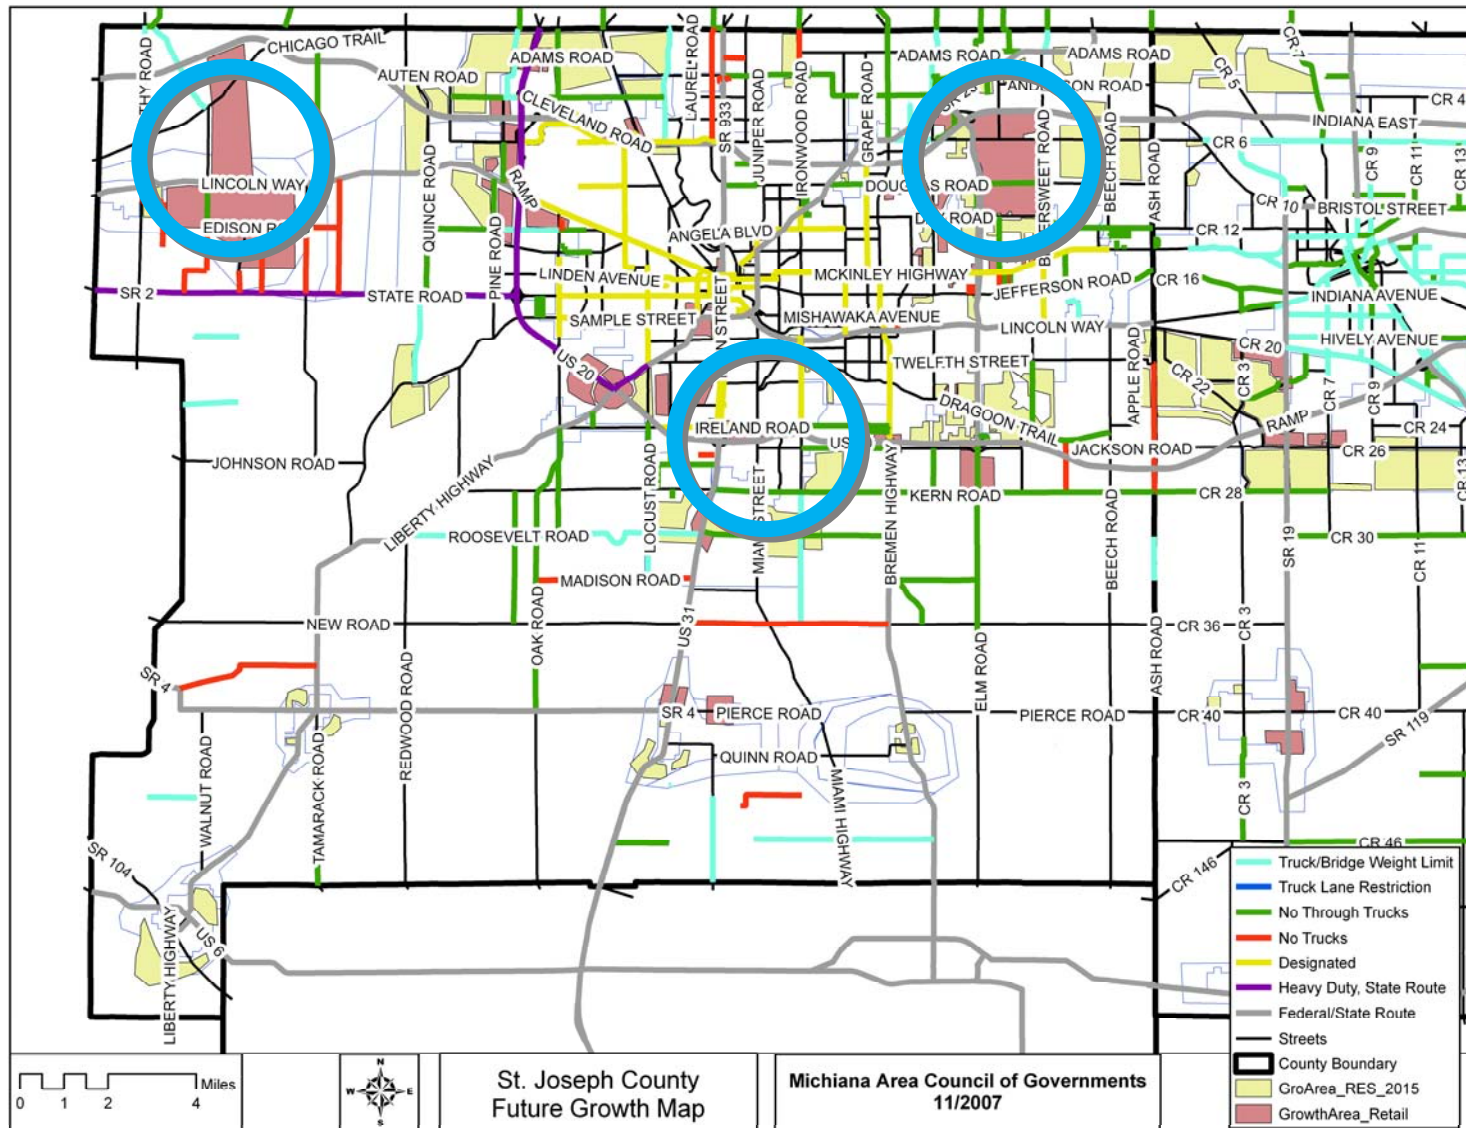 CHICAGO TRAIL
AUTEN ROAD
ADAMS ROAD
CLEVELAND ROAD
LAUREL ROAD
SR 933
JUNIPER ROAD
IRONWOOD ROAD
GRAPE ROAD
ADAMS ROAD
ADAMS ROAD
CR 23
BEECH ROAD
ASH ROAD
CR 5
CR 7
CR 4
INDIANA EAST
CR 6
CR 9
CR 11
CR 13
LINCOLN WAY
QUINCE ROAD
RAMP
DOUGLAS ROAD
CR 10
BRISTOL STREET
PINE ROAD
ANGELA BLVD
CR 12
LINDEN AVENUE
MCKINLEY HIGHWAY
JEFFERSON ROAD
CR 16
SR 2
STATE ROAD
INDIANA AVENUE
SAMPLE STREET
MISHAWAKA AVENUE
LINCOLN WAY
HIVELY AVENUE
CR 20
US 20
TWELFTH STREET
APPLE ROAD
CR 22
CR 3
CR 7
CR 9
DRAGOON TRAIL
RAMP
CR 24
IRELAND ROAD
JACKSON ROAD
CR 26
JOHNSON ROAD
LIBERTY HIGHWAY
LOCUST ROAD
KERN ROAD
CR 28
CR 13
ROOSEVELT ROAD
BREMEN HIGHWAY
BEECH ROAD
SR 19
CR 30
CR 11
MADISON ROAD
NEW ROAD
OAK ROAD
US 31
CR 36
CR 3
SR 4
REDWOOD ROAD
ELM ROAD
ASH ROAD
SR 4
PIERCE ROAD
PIERCE ROAD
CR 40
CR 40
SR 119
WALNUT ROAD
TAMARACK ROAD
QUINN ROAD
MIAMI HIGHWAY
CR 3
SR 104
CR 46
CR 146
LIBERTY HIGHWAY
US 6
Truck/Bridge Weight Limit
Truck Lane Restriction
No Through Trucks
No Trucks
Designated
Heavy Duty, State Route
Federal/State Route
Streets
County Boundary
GroArea_RES_2015
GrowthArea_Retail
Miles
0 1 2 4
N
W E
S
St. Joseph County
Future Growth Map
Michiana Area Council of Governments
11/2007